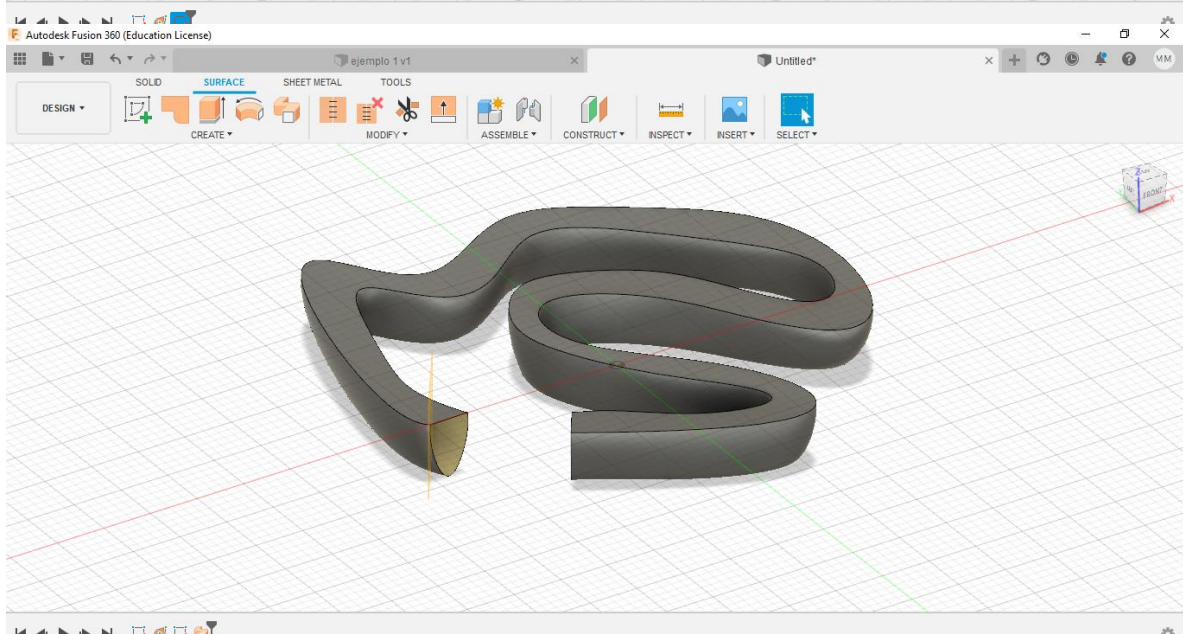 Autodesk Fusion 360 (Education License)
ejemplo 1 v1
Untitled*
MM
SOLID SURFACE SHEET METAL TOOLS
DESIGN
CREATE MODIFY ASSEMBLE CONSTRUCT INSPECT INSERT SELECT
Z
FRONT
X